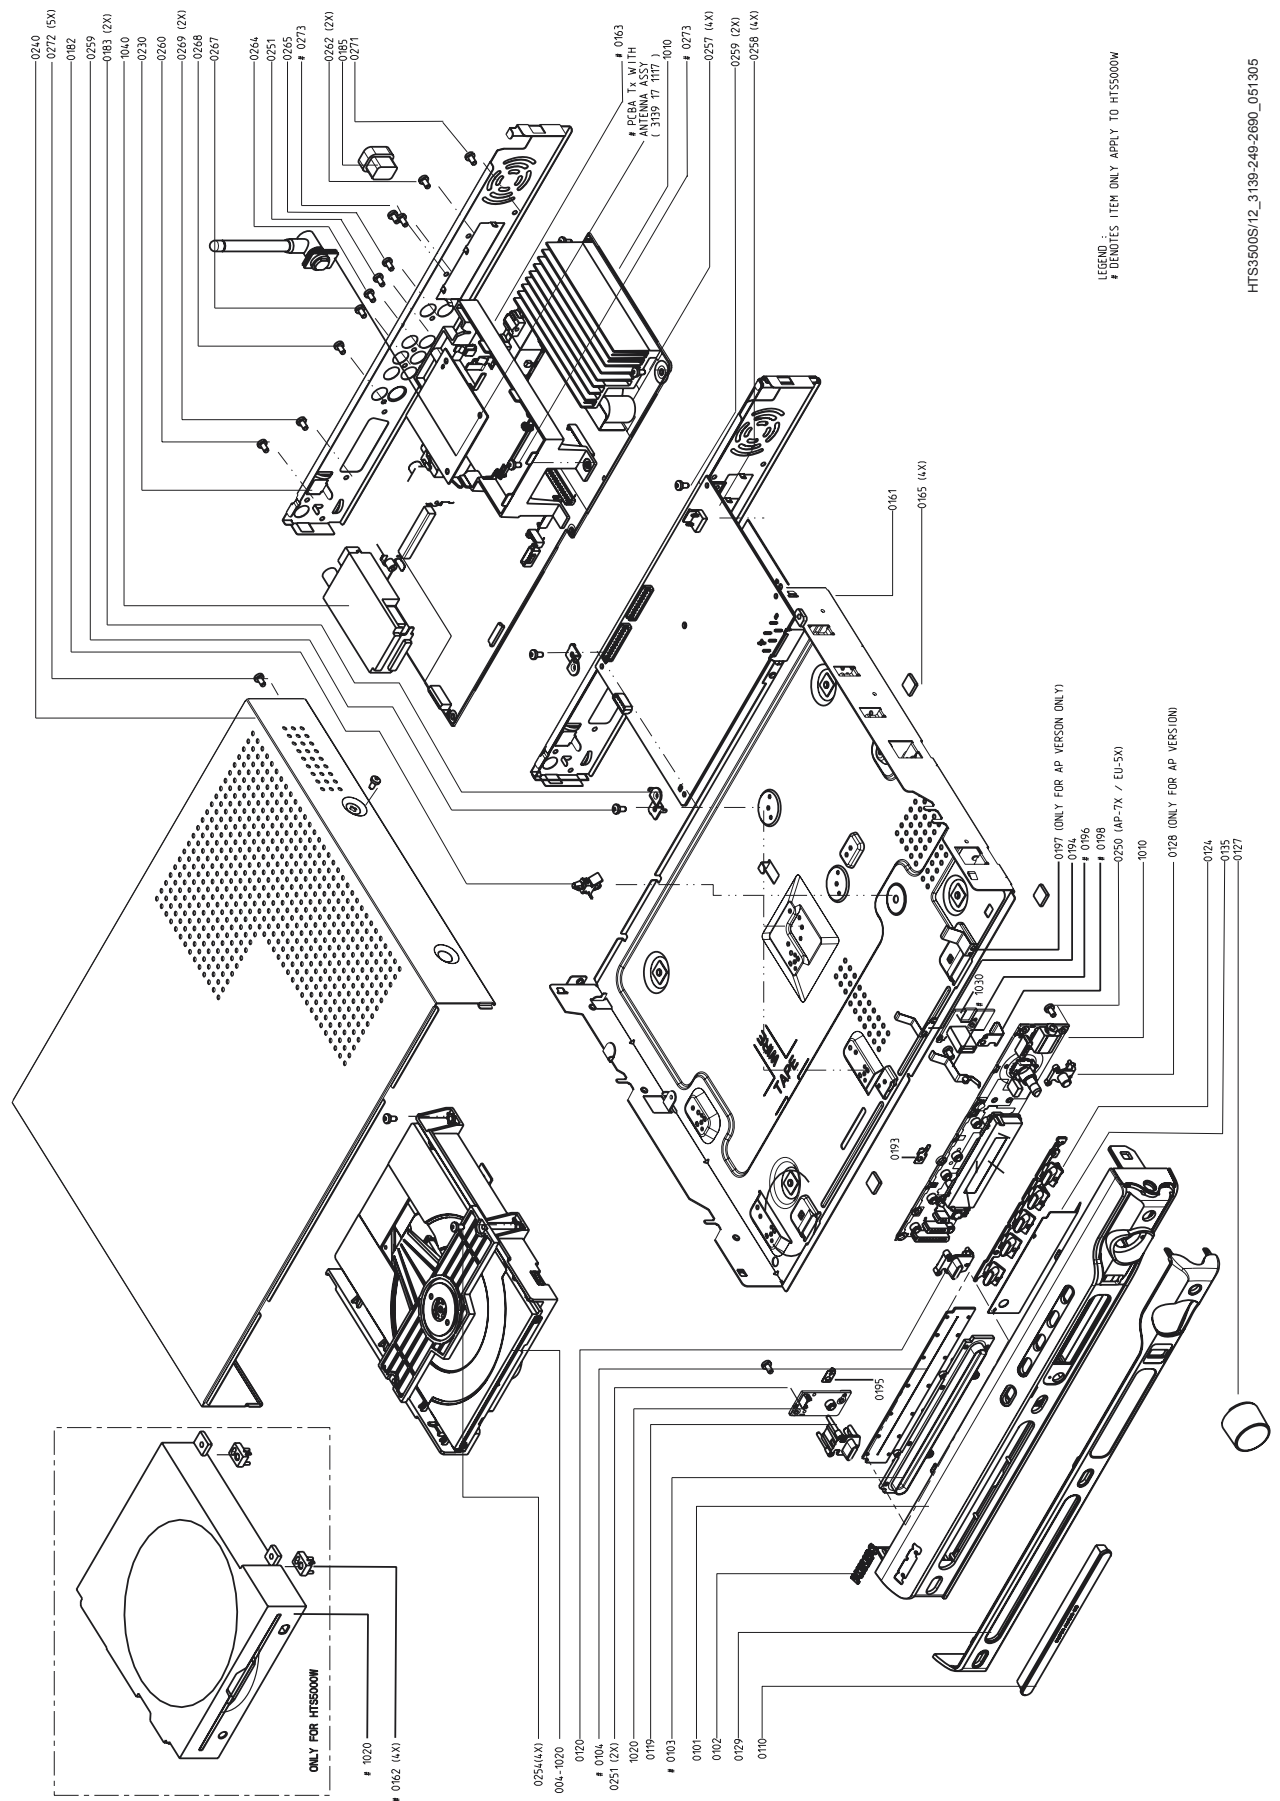 0240
0272 (5X)
0182
0259
0183 (2X)
1040
0230
0260
0269 (2X)
0268
0267
0264
0251
0265
# 0273
0262 (2X)
0185
0271
# 0163
# PCBA Tx WITH
ANTENNA ASSY
( 3139 17 1117 )
1010
# 0273
0257 (4X)
0259 (2X)
0258 (4X)
LEGEND :
# DENOTES ITEM ONLY APPLY TO HTS5000W
HTS3500S/12_3139-249-2690_051305
0161
0165 (4X)
0197 (ONLY FOR AP VERSON ONLY)
0194
# 0196
# 0198
0250 (AP-7X / EU-5X)
1010
0128 (ONLY FOR AP VERSION)
0124
0135
0127
# 1030
0193
TAPE
0195
ONLY FOR HTS5000W
# 1020
# 0162 (4X)
0254(4X)
004-1020
0120
# 0104
0251 (2X)
1020
0119
# 0103
0101
0102
0129
0110